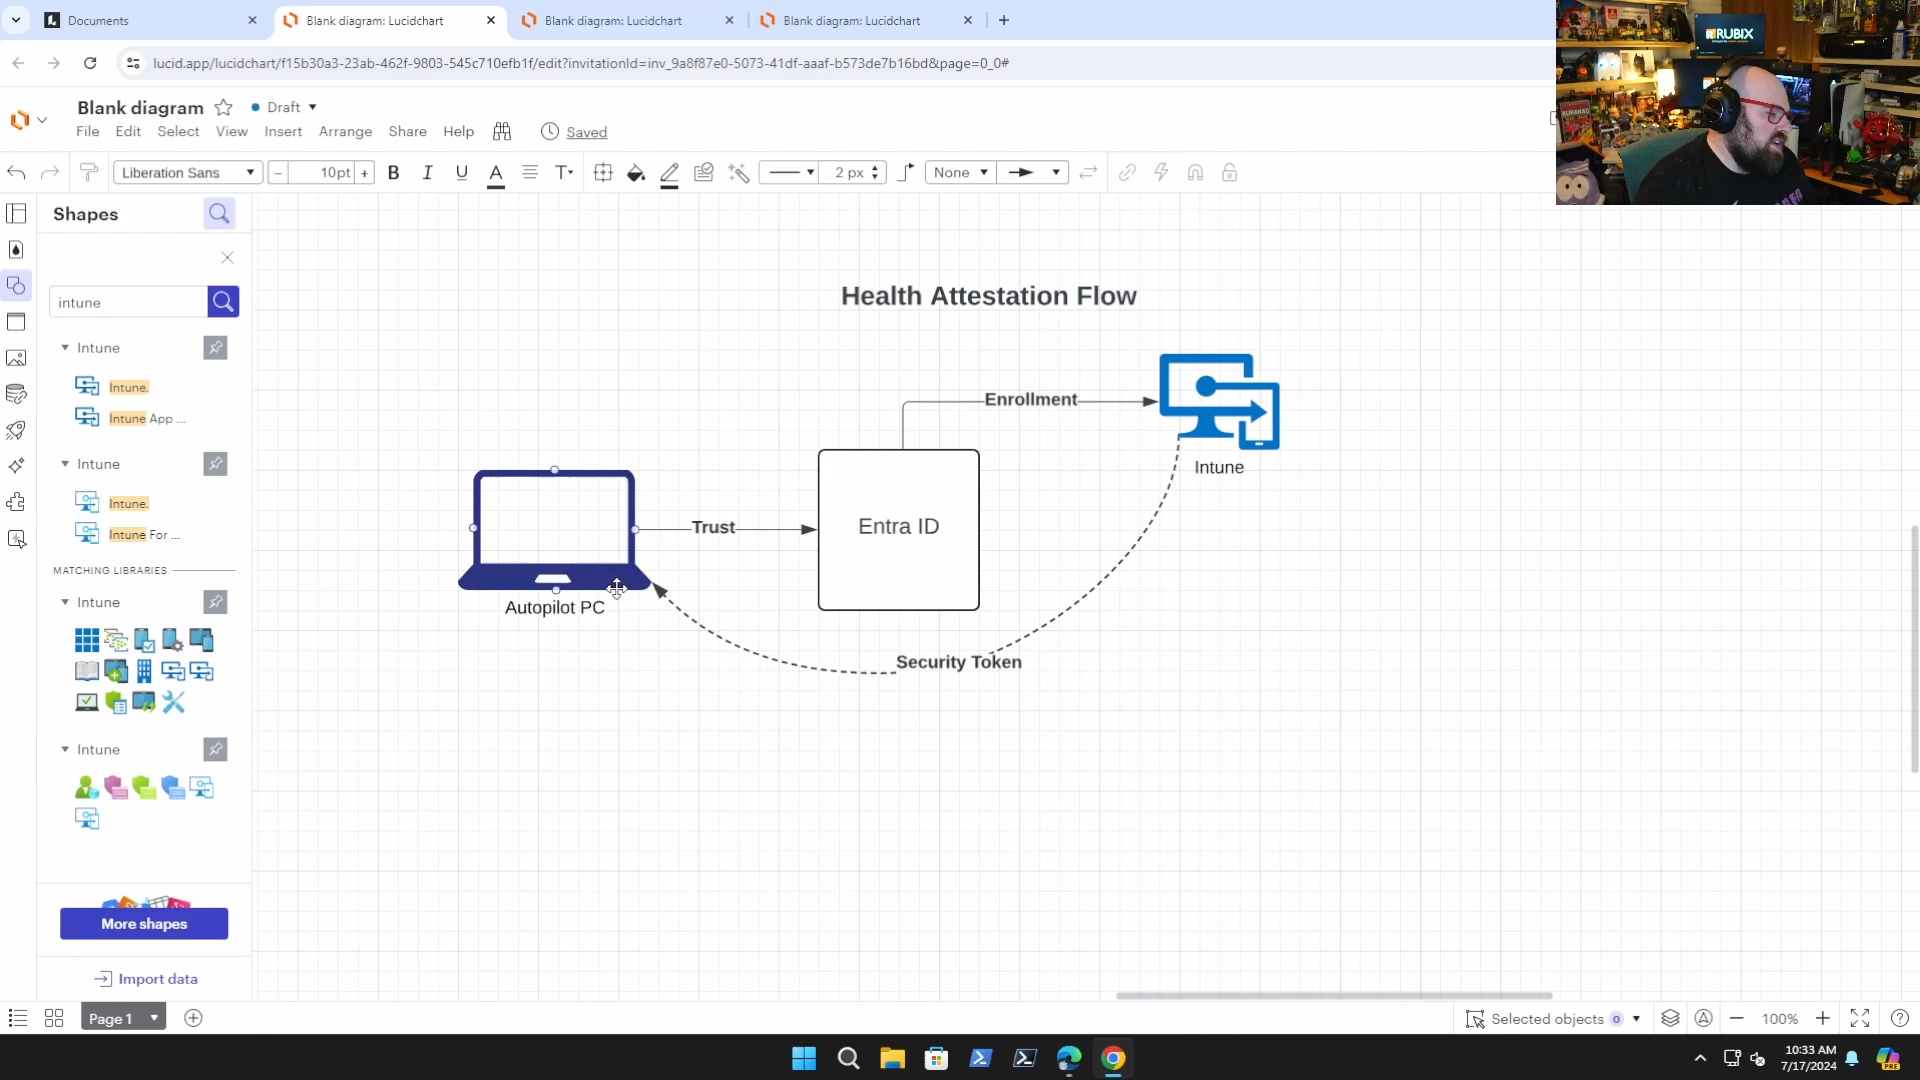 Documents
Blank diagram: Lucidchart
Blank diagram: Lucidchart
Blank diagram: Lucidchart
lucid.app/lucidchart/f15b30a3-23ab-462f-9803-545c710efb1f/edit?invitationId=inv_9a8f87e0-5073-41df-aaaf-b573de7b16bd&page=0_0#
RUBIX
Blank diagram
Draft
File Edit Select View Insert Arrange Share Help
Saved
Liberation Sans
- 10pt +
B I U A T
2 px
None
Shapes
intune
Intune
Intune.
Intune App ...
Intune
Intune.
Intune For ...
MATCHING LIBRARIES
Intune
Intune
More shapes
Import data
Health Attestation Flow
Enrollment
Intune
Trust
Entra ID
Autopilot PC
Security Token
Page 1
Selected objects 0
100%
10:33 AM
7/17/2024
PRE